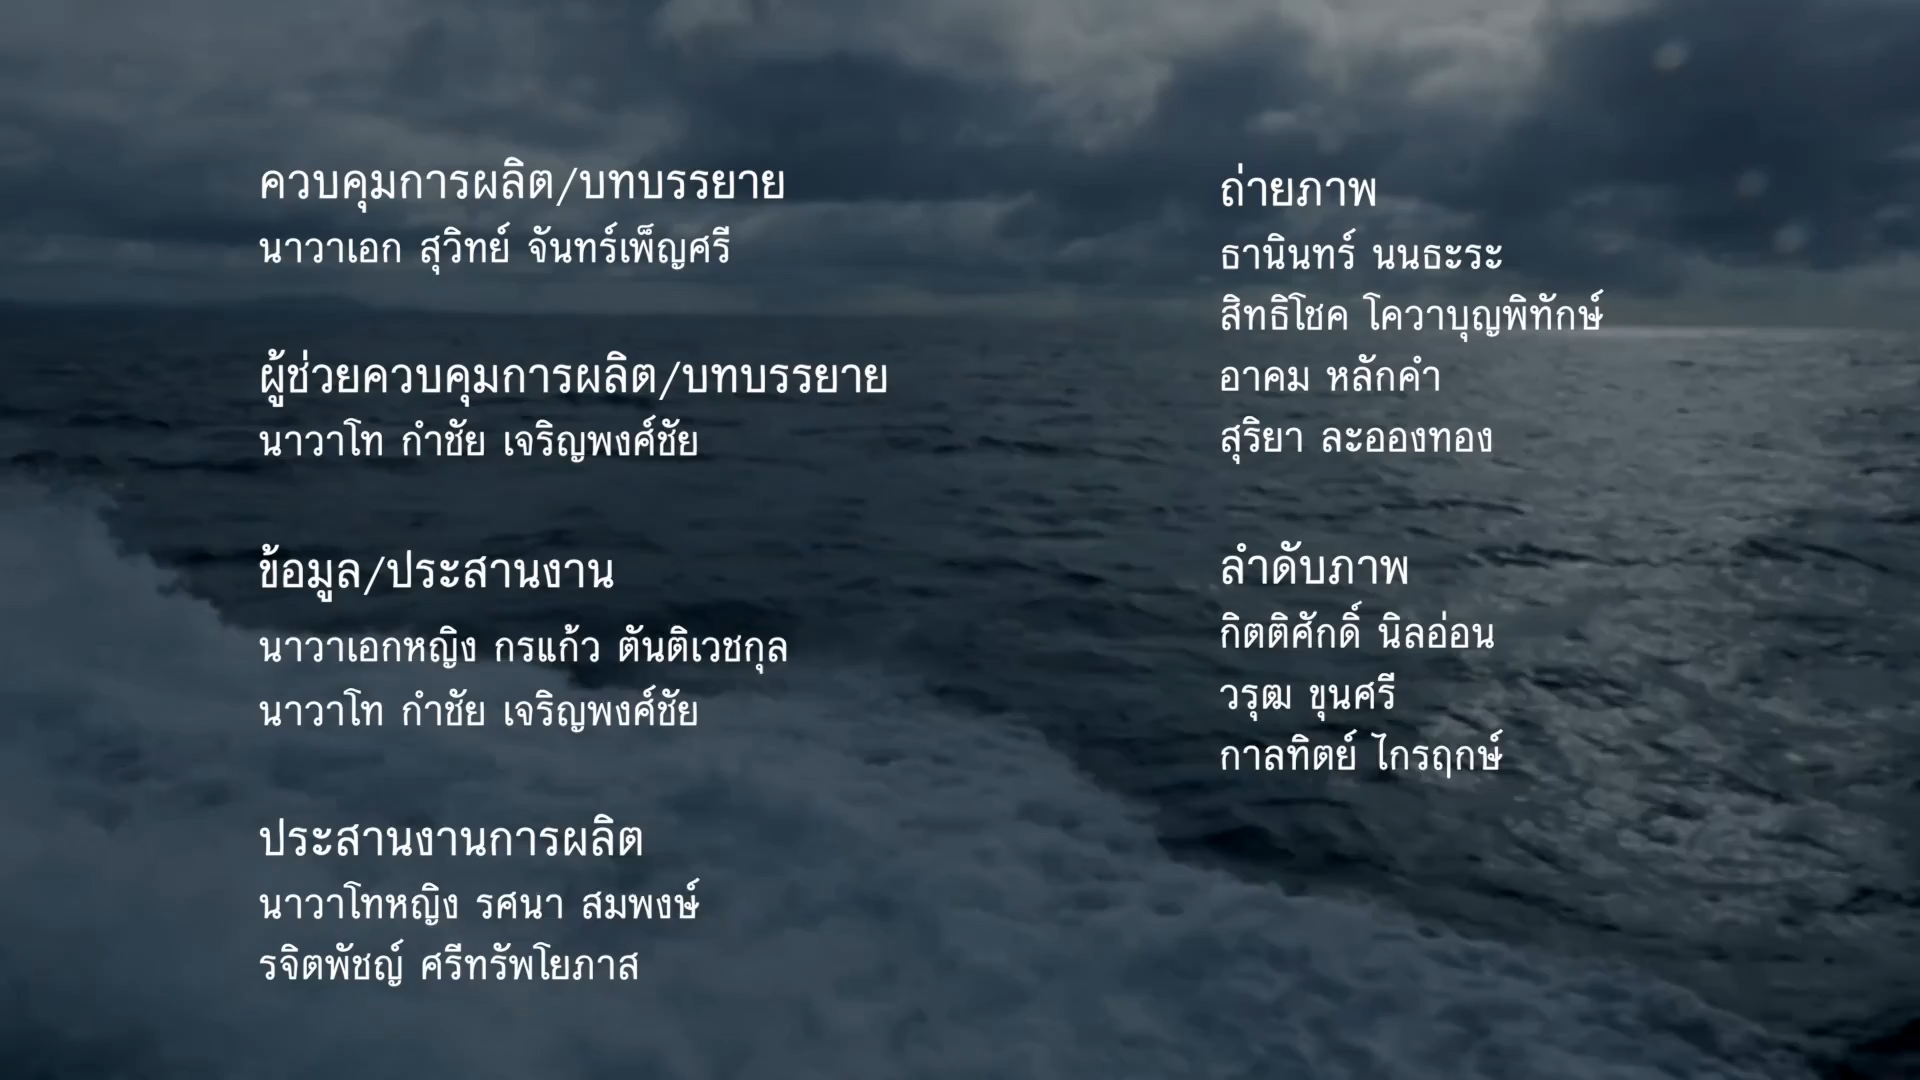 ควบคุมการผลิต/บทบรรยาย
นาวาเอก สุวิทย์ จันทร์เพ็ญศรี
ผู้ช่วยควบคุมการผลิต/บทบรรยาย
นาวาโท กำชัย เจริญพงศ์ชัย
ข้อมูล/ประสานงาน
นาวาเอกหญิง กรแก้ว ตันติเวชกุล
นาวาโท กำชัย เจริญพงศ์ชัย
ประสานงานการผลิต
นาวาโทหญิง รศนา สมพงษ์
รจิตพัชญ์ ศรีทรัพโยภาส
ถ่ายภาพ
ธานินทร์ นนธะระ
สิทธิโชค โควาบุญพิทักษ์
อาคม หลักคำ
สุริยา ละอองทอง
ลำดับภาพ
กิตติศักดิ์ นิลอ่อน
วรุฒ ขุนศรี
กาลทิตย์ ไกรฤกษ์